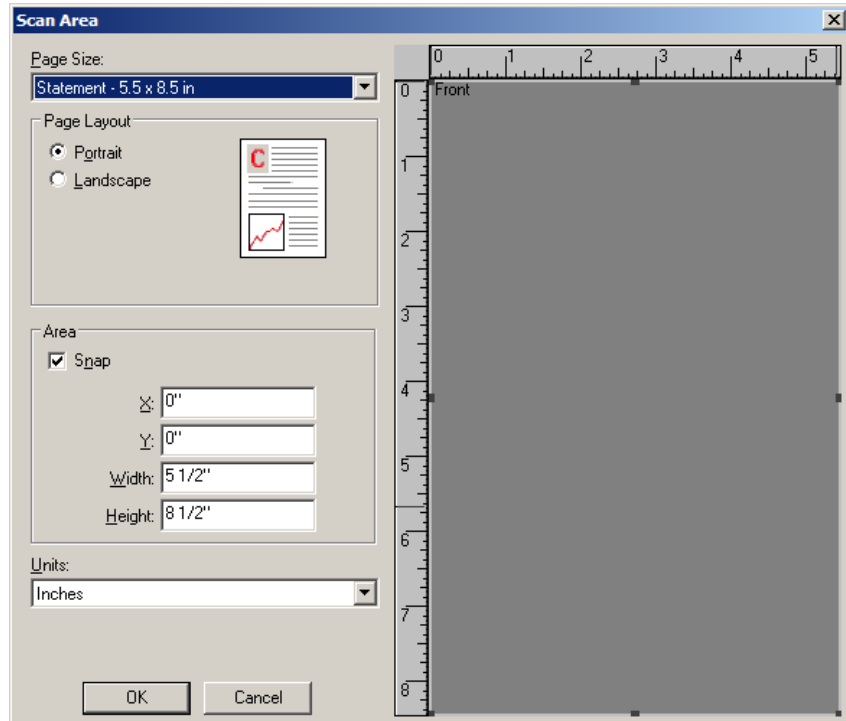 Scan Area
Page Size:
Statement - 5.5 x 8.5 in
Page Layout
Portrait
Landscape
C
Area
Snap
X: 0"
Y: 0"
Width: 5 1/2"
Height: 8 1/2"
Units:
Inches
OK Cancel
0 1 2 3 4 5
Front
0
1
2
3
4
5
6
7
8